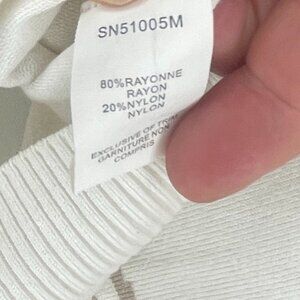 SN51005M
80%RAYONNE
RAYON
20%NYLON
NYLON
EXCLUSIVE OF TRIM
GARNITURE NON
COMPRIS